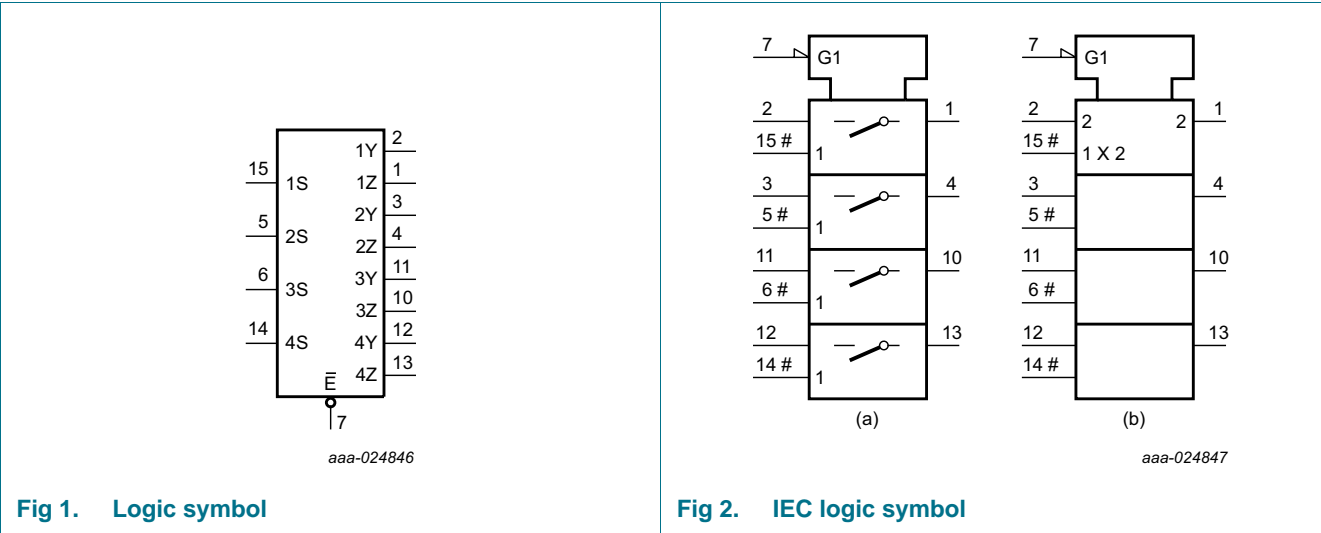 2
1Y
15
1
1S
1Z
3
2Y
5
4
2S
2Z
11
3Y
6
10
3S
3Z
12
14
4Y
4S
13
4Z
E̅
7
aaa-024846
Fig 1. Logic symbol
7
G1
2
1
15 #
1
3
4
5 #
1
11
10
6 #
1
12
13
14 #
1
(a)
7
G1
2
2 2
1
15 #
1 X 2
3
4
5 #
11
10
6 #
12
13
14 #
(b)
aaa-024847
Fig 2. IEC logic symbol